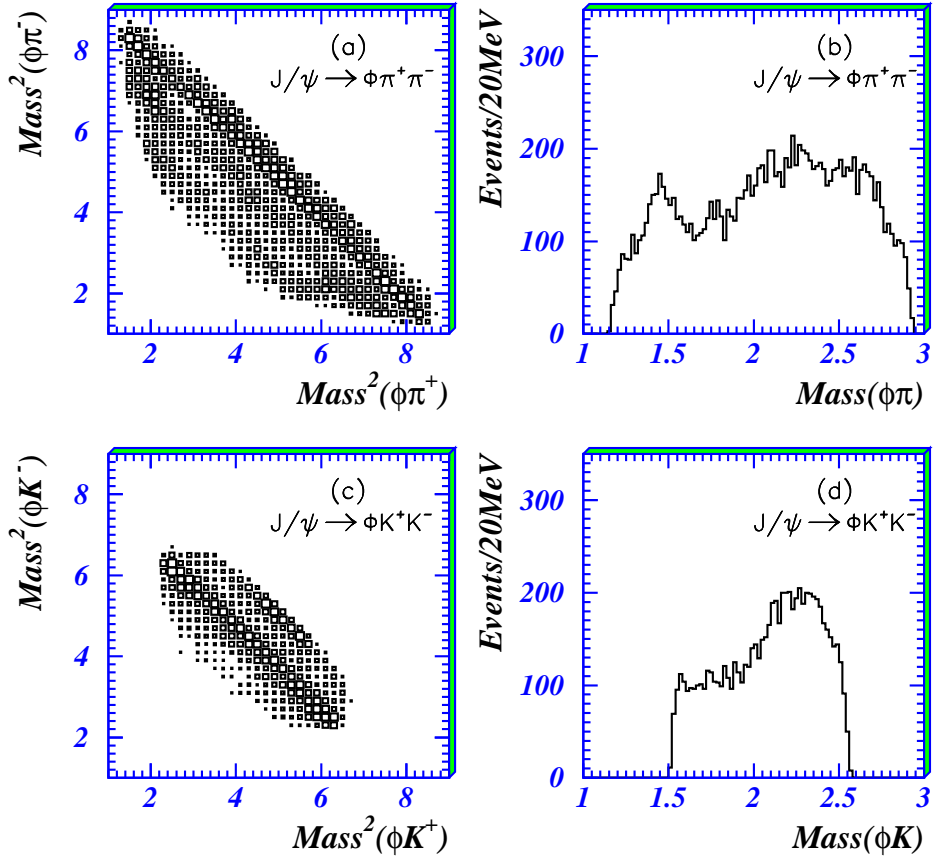 Mass²(φπ⁻)
8
6
4
2
(a)
J/ψ → Φπ⁺π⁻
2 4 6 8
Mass²(φπ⁺)
Events/20MeV
300
200
100
0
(b)
J/ψ → Φπ⁺π⁻
1 1.5 2 2.5 3
Mass(φπ)
Mass²(φK⁻)
8
6
4
2
(c)
J/ψ → ΦK⁺K⁻
2 4 6 8
Mass²(φK⁺)
Events/20MeV
300
200
100
0
(d)
J/ψ → ΦK⁺K⁻
1 1.5 2 2.5 3
Mass(φK)